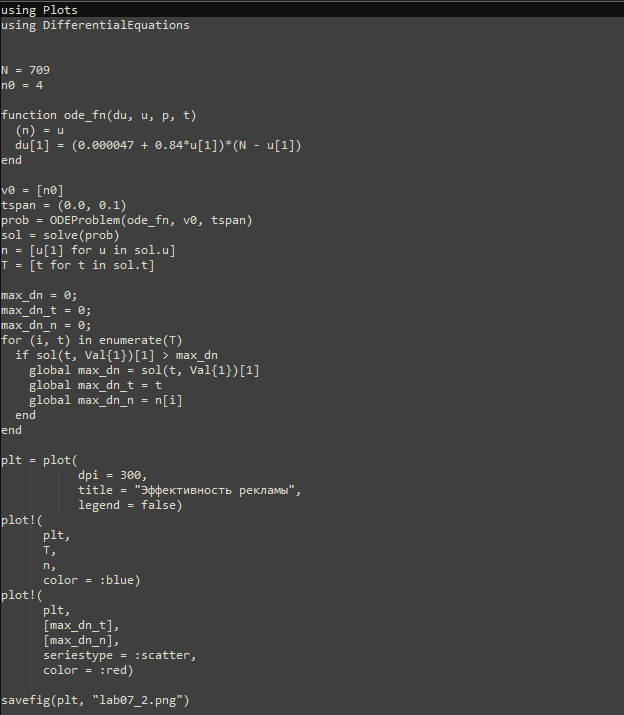 using Plots
using DifferentialEquations
N = 709
n0 = 4
function ode_fn(du, u, p, t)
  (n) = u
  du[1] = (0.000047 + 0.84*u[1])*(N - u[1])
end
v0 = [n0]
tspan = (0.0, 0.1)
prob = ODEProblem(ode_fn, v0, tspan)
sol = solve(prob)
n = [u[1] for u in sol.u]
T = [t for t in sol.t]
max_dn = 0;
max_dn_t = 0;
max_dn_n = 0;
for (i, t) in enumerate(T)
  if sol(t, Val{1})[1] > max_dn
    global max_dn = sol(t, Val{1})[1]
    global max_dn_t = t
    global max_dn_n = n[i]
  end
end
plt = plot(
           dpi = 300,
           title = "Эффективность рекламы",
           legend = false)
plot!(
      plt,
      T,
      n,
      color = :blue)
plot!(
      plt,
      [max_dn_t],
      [max_dn_n],
      seriestype = :scatter,
      color = :red)
savefig(plt, "lab07_2.png")